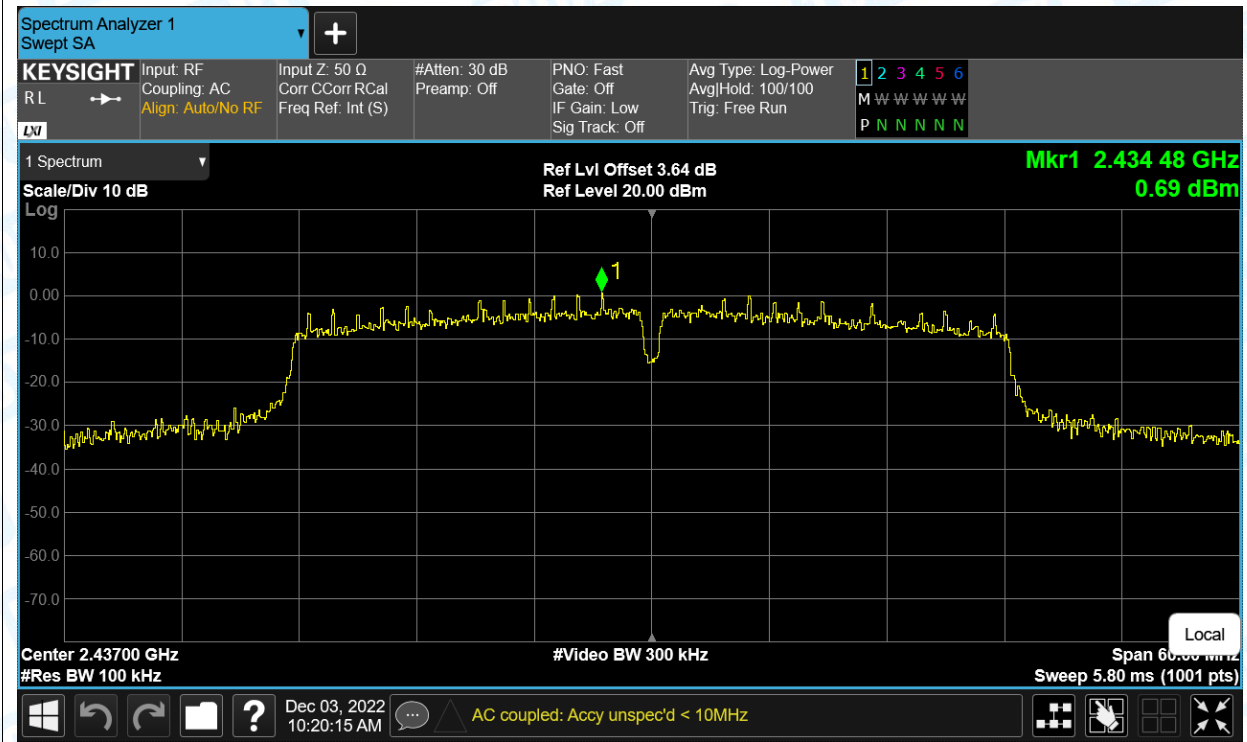 Spectrum Analyzer 1
Swept SA
+
KEYSIGHT
R L
LXI
Input: RF
Coupling: AC
Align: Auto/No RF
Input Z: 50 Ω
Corr CCorr RCal
Freq Ref: Int (S)
#Atten: 30 dB
Preamp: Off
PNO: Fast
Gate: Off
IF Gain: Low
Sig Track: Off
Avg Type: Log-Power
Avg|Hold: 100/100
Trig: Free Run
1 2 3 4 5 6
M W W W W W W
P N N N N N N
1 Spectrum
Scale/Div 10 dB
Ref Lvl Offset 3.64 dB
Ref Level 20.00 dBm
Mkr1 2.434 48 GHz
0.69 dBm
Log
10.0
0.00
-10.0
-20.0
-30.0
-40.0
-50.0
-60.0
-70.0
1
Local
Center 2.43700 GHz
#Video BW 300 kHz
Span 60.00 MHz
#Res BW 100 kHz
Sweep 5.80 ms (1001 pts)
?
Dec 03, 2022
10:20:15 AM
AC coupled: Accy unspec'd < 10MHz